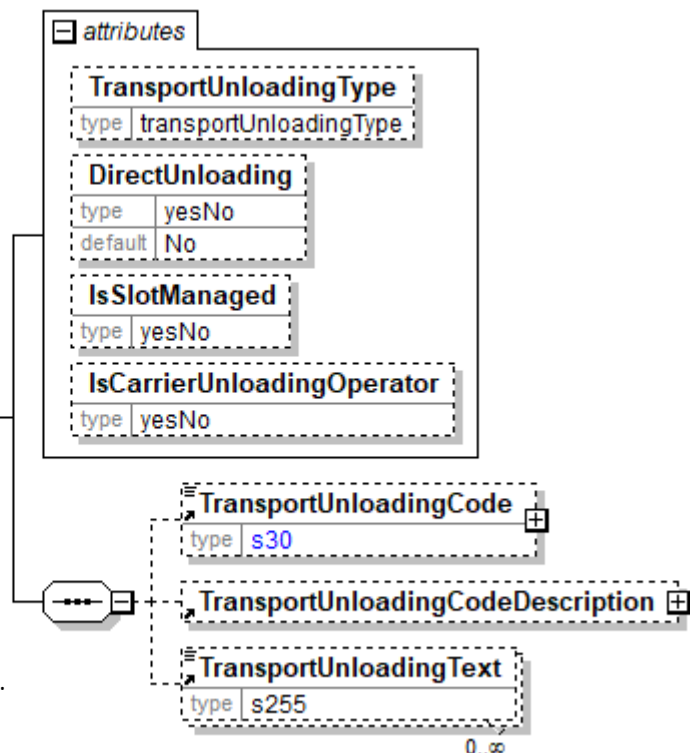 attributes
TransportUnloadingType
type transportUnloadingType
DirectUnloading
type yesNo
default No
IsSlotManaged
type yesNo
IsCarrierUnloadingOperator
type yesNo
TransportUnloadingCode
type s30
TransportUnloadingCodeDescription
TransportUnloadingText
type s255
0..∞
.